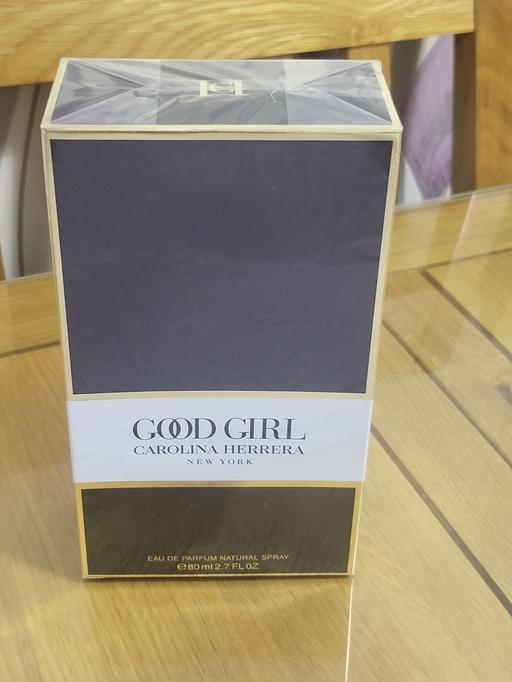 GOOD GIRL
CAROLINA HERRERA
NEW YORK
EAU DE PARFUM NATURAL SPRAY
℮80 ml 2.7 FL OZ